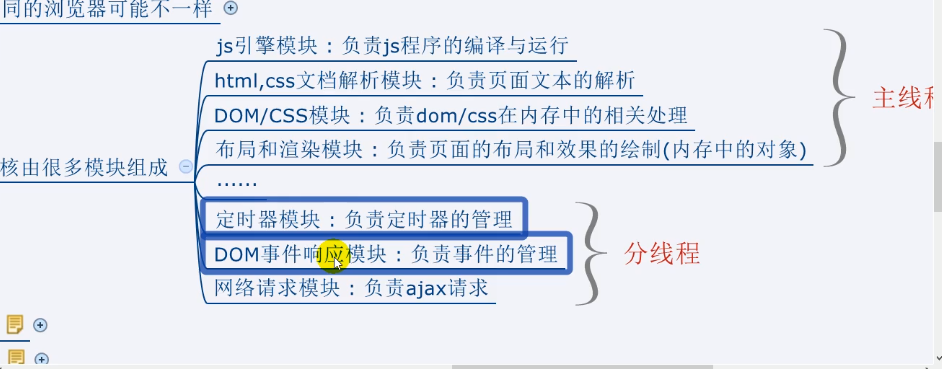 同的浏览器可能不一样
js引擎模块：负责js程序的编译与运行
html,css文档解析模块：负责页面文本的解析
DOM/CSS模块：负责dom/css在内存中的相关处理
主线程
布局和渲染模块：负责页面的布局和效果的绘制(内存中的对象)
核由很多模块组成
......
定时器模块：负责定时器的管理
DOM事件响应模块：负责事件的管理
分线程
网络请求模块：负责ajax请求